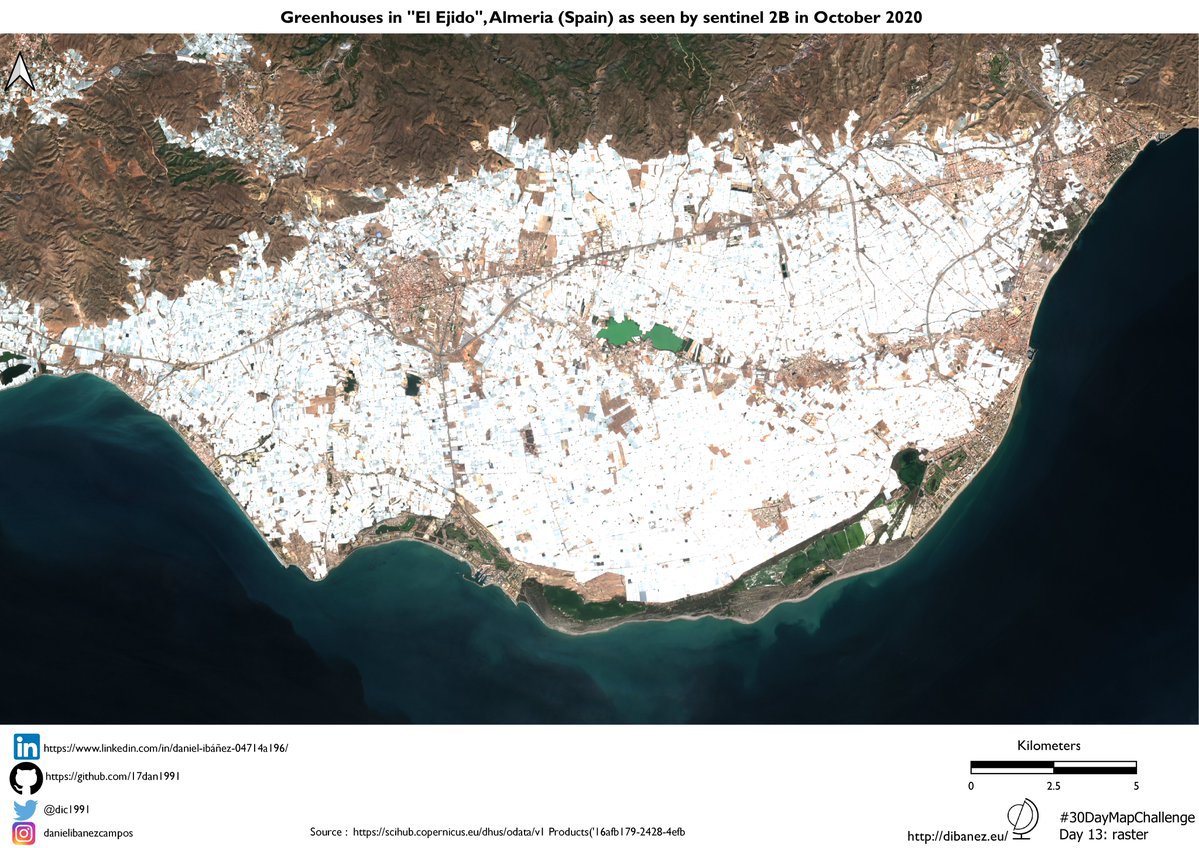 Greenhouses in "El Ejido", Almeria (Spain) as seen by sentinel 2B in October 2020
in https://www.linkedin.com/in/daniel-ibáñez-04714a196/
https://github.com/17dan1991
@dic1991
danielibanezcampos
Source : https://scihub.copernicus.eu/dhus/odata/v1 Products('16afb179-2428-4efb
Kilometers
0 2.5 5
http://dibanez.eu/
#30DayMapChallenge
Day 13: raster